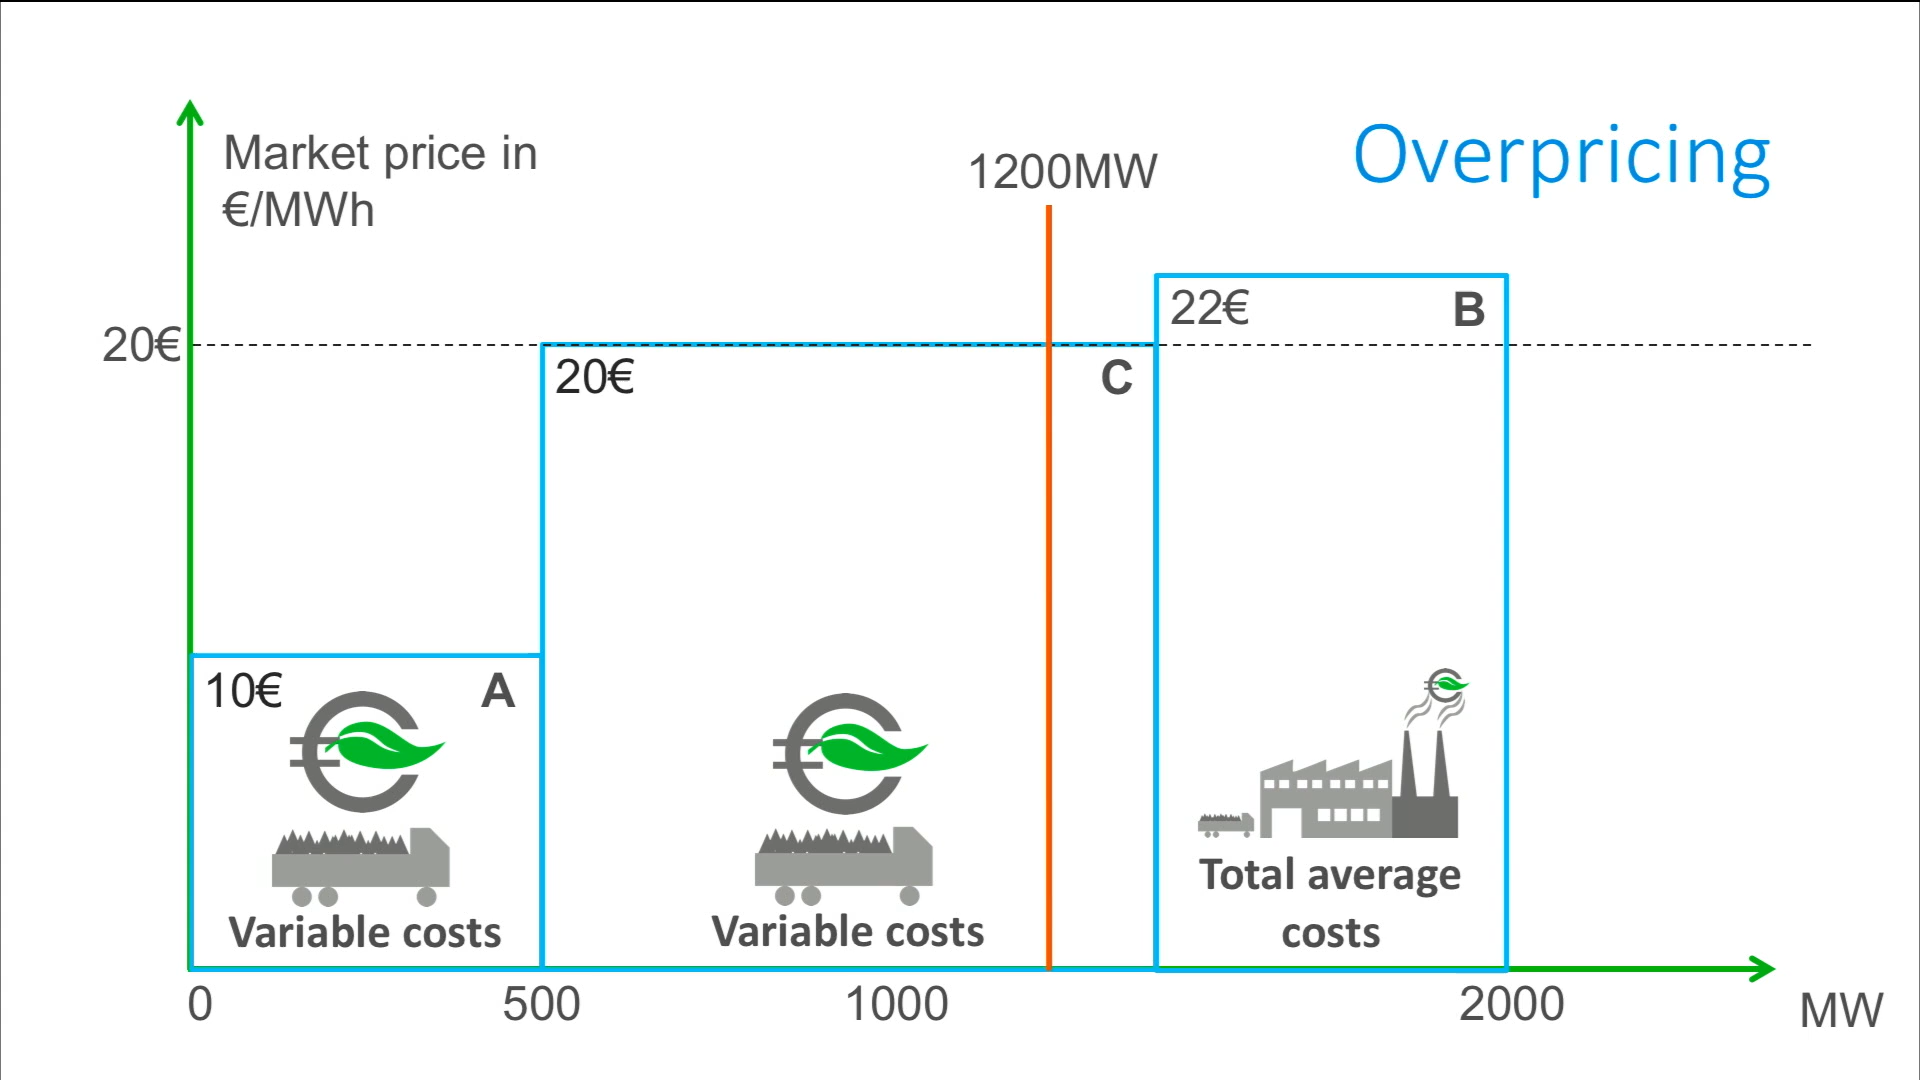 Overpricing
Market price in
€/MWh
1200MW
20€
22€
B
20€
C
10€
A
Variable costs
Variable costs
Total average
costs
0
500
1000
2000
MW